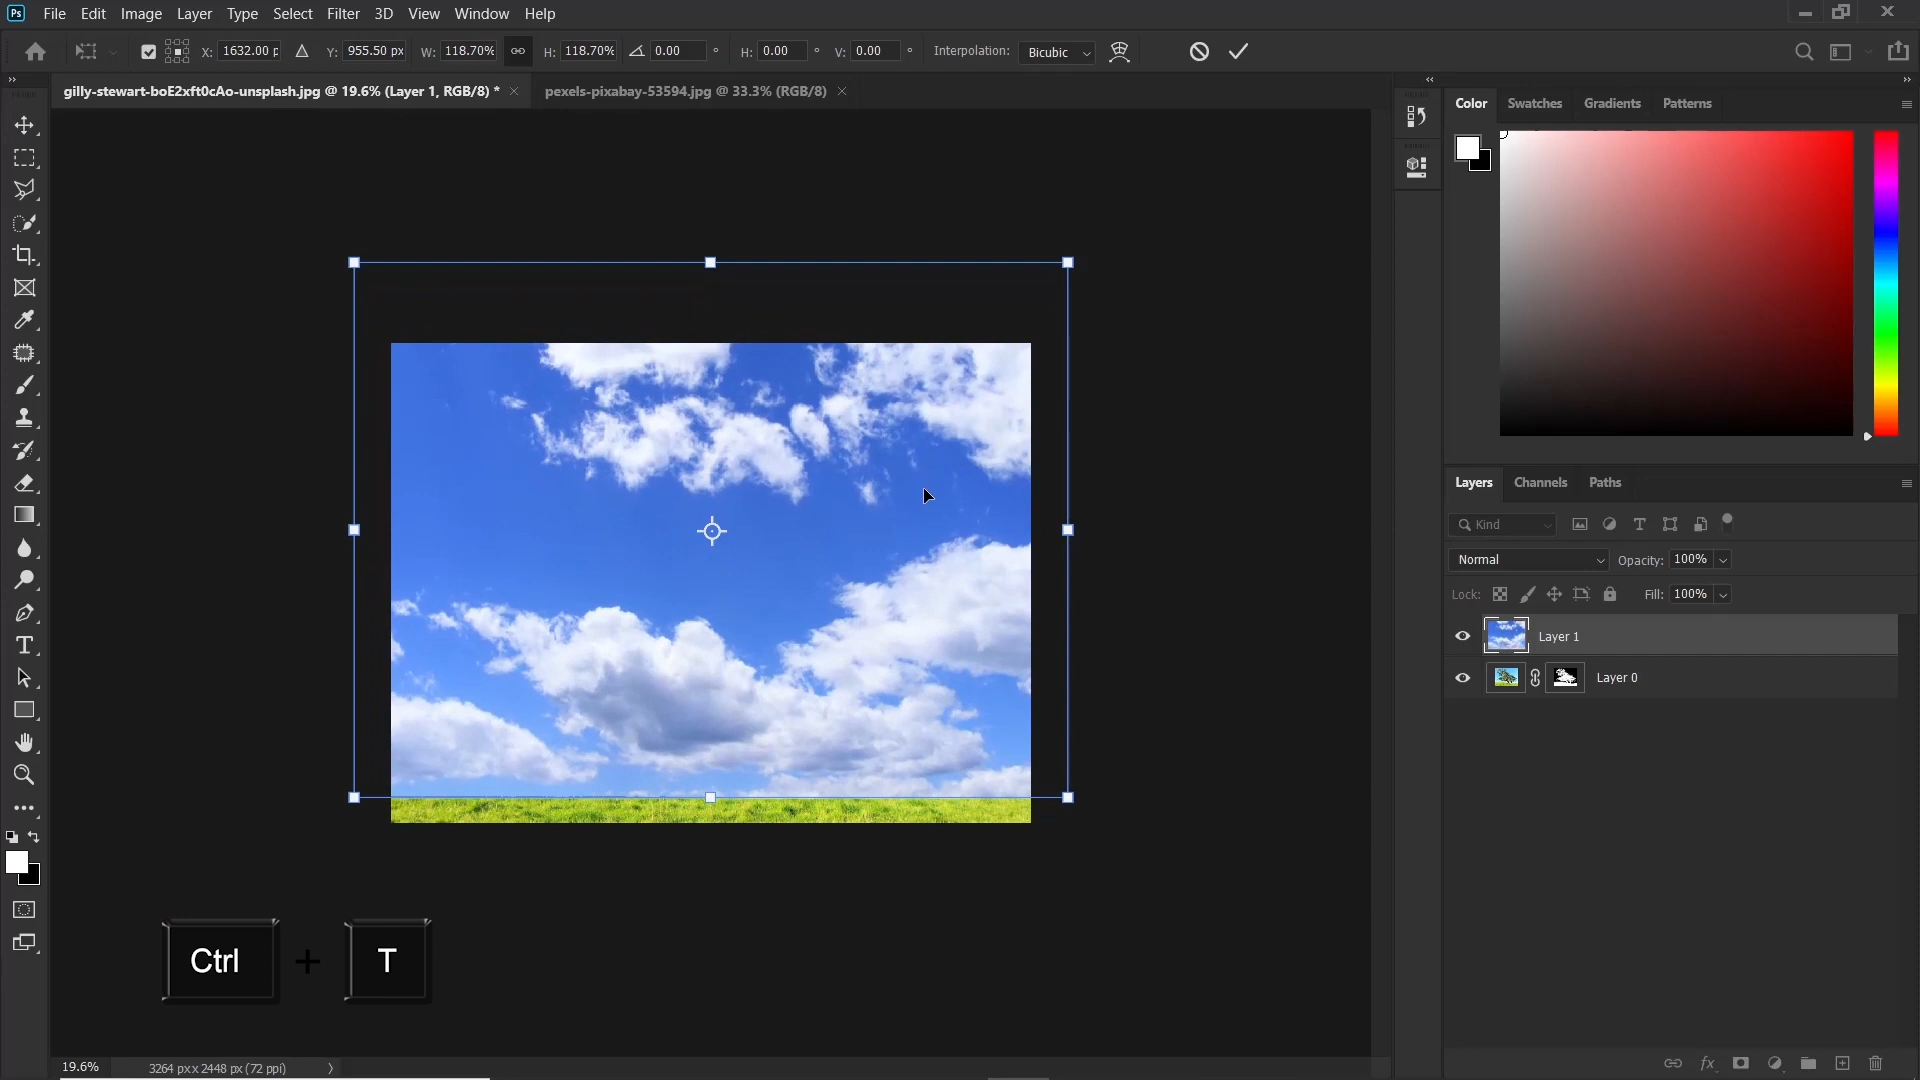 Ps File Edit Image Layer Type Select Filter 3D View Window Help
X: 1632.00 p Y: 955.50 px W: 118.70% H: 118.70% 0.00 ° H: 0.00 ° V: 0.00 ° Interpolation: Bicubic
gilly-stewart-boE2xft0cAo-unsplash.jpg @ 19.6% (Layer 1, RGB/8) * pexels-pixabay-53594.jpg @ 33.3% (RGB/8)
Color Swatches Gradients Patterns
Layers Channels Paths
Kind
Normal Opacity: 100%
Lock: Fill: 100%
Layer 1
Layer 0
Ctrl + T
19.6% 3264 px x 2448 px (72 ppi)
fx